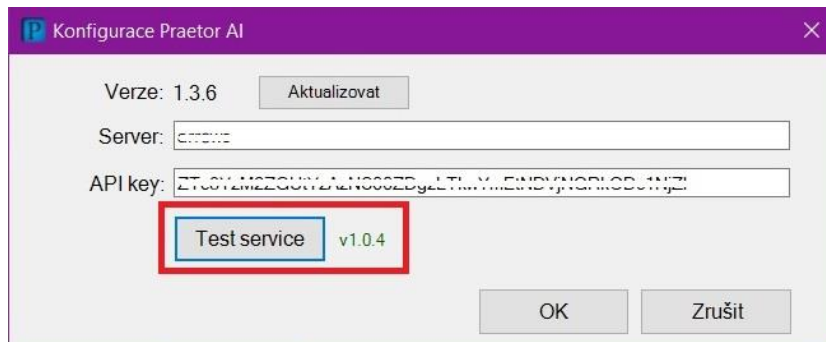 Konfigurace Praetor AI
Verze: 1.3.6 Aktualizovat
Server:
API key:
Test service v1.0.4
OK Zrušit